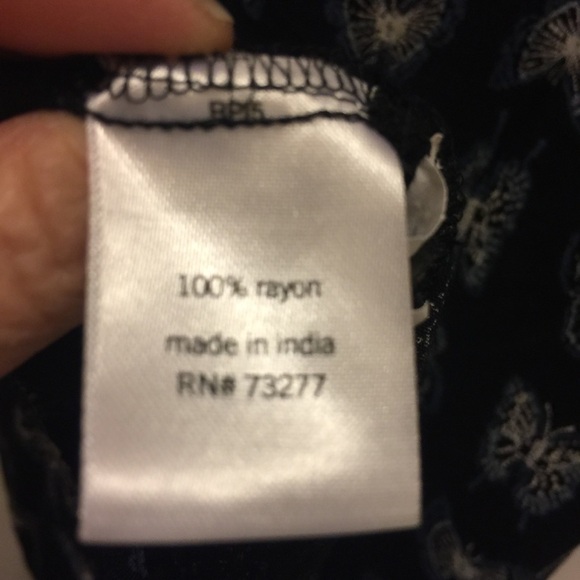 100% rayon
made in india
RN# 73277